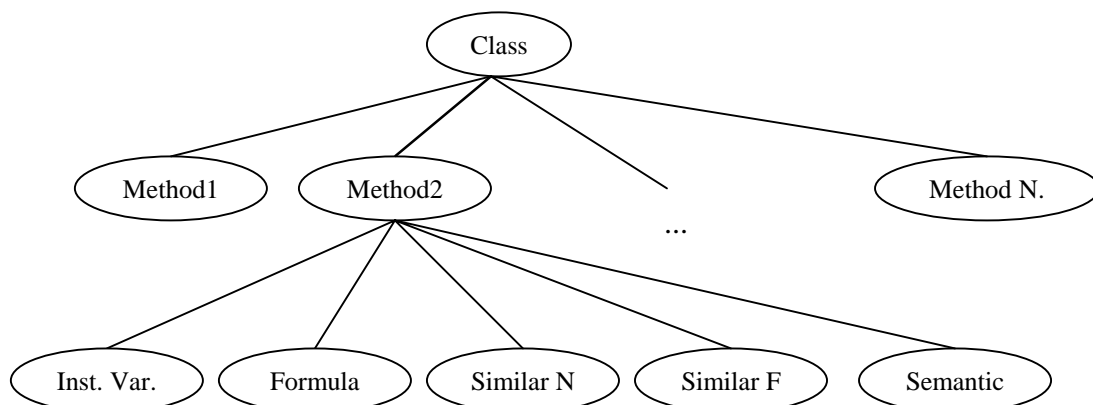 Class
Method1
Method2
...
Method N.
Inst. Var.
Formula
Similar N
Similar F
Semantic